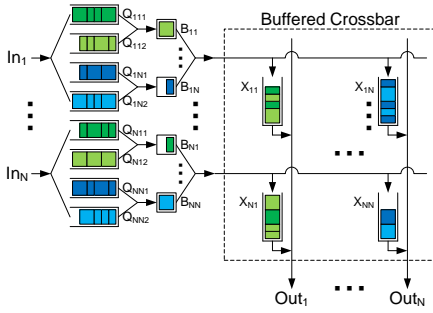 Buffered Crossbar
In1
Q111
Q112
Q1N1
Q1N2
B11
B1N
X11
X1N
InN
QN11
QN12
QNN1
QNN2
BN1
BNN
XN1
XNN
Out1
OutN